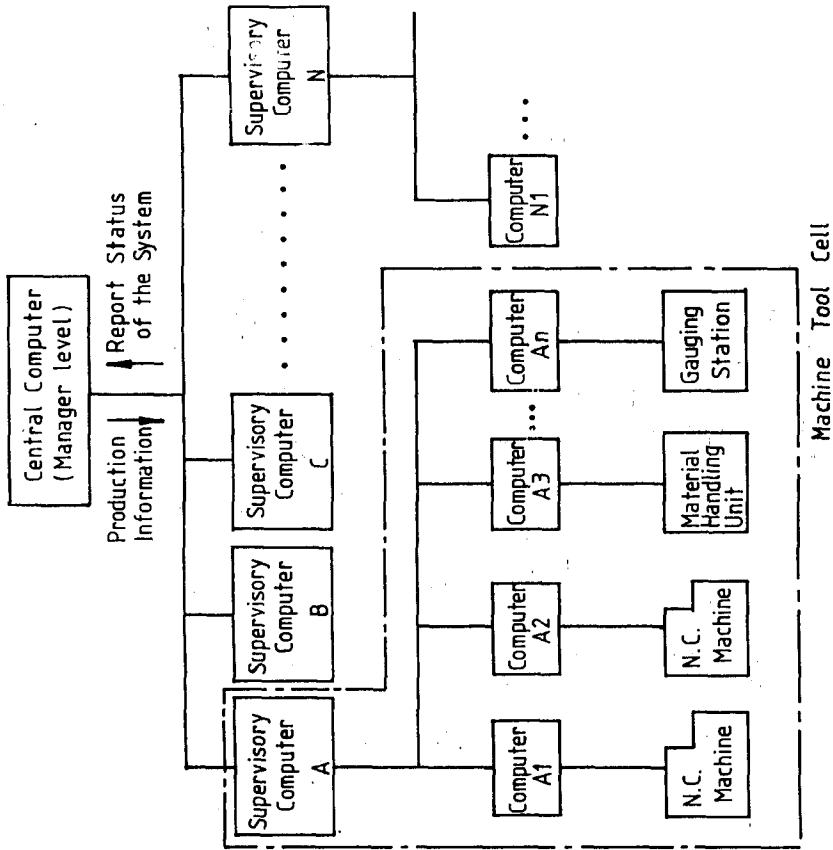 Central Computer
(Manager level)
Production
Information
Report Status
of the System
Supervisory
Computer
A
Supervisory
Computer
B
Supervisory
Computer
C
Supervisory
Computer
N
Computer
A1
Computer
A2
Computer
A3
Computer
An
Computer
N1
N.C.
Machine
N.C.
Machine
Material
Handling
Unit
Gauging
Station
Machine Tool Cell